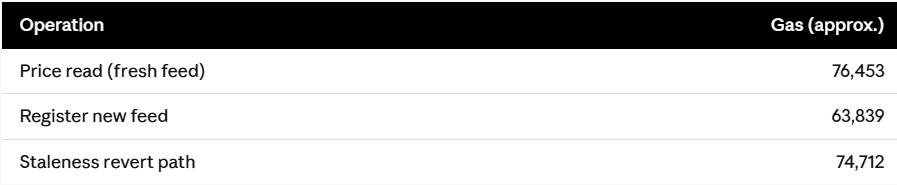 Operation Gas (approx.)
Price read (fresh feed) 76,453
Register new feed 63,839
Staleness revert path 74,712